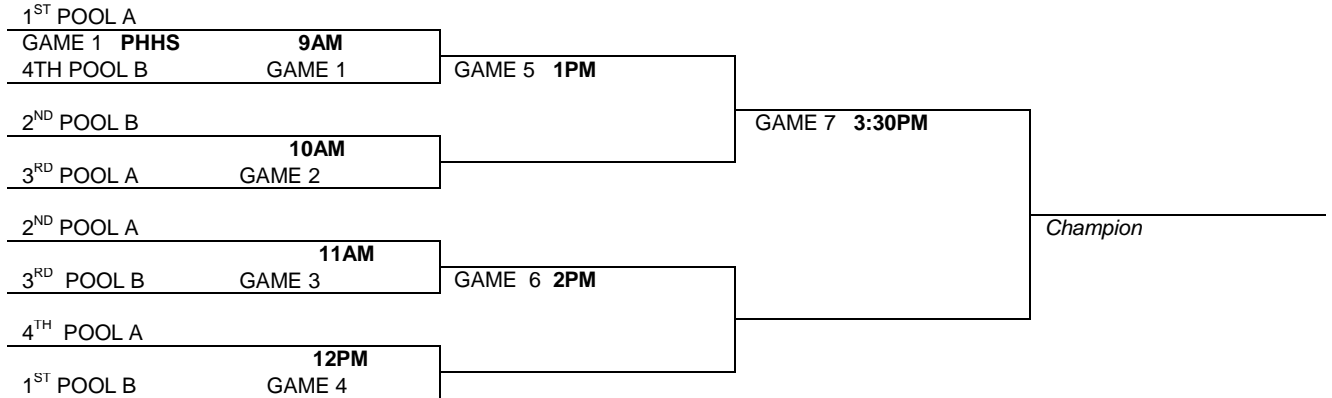 1ST POOL A
GAME 1 PHHS 9AM
4TH POOL B GAME 1
GAME 5 1PM
2ND POOL B
GAME 7 3:30PM
10AM
3RD POOL A GAME 2
2ND POOL A
Champion
11AM
3RD POOL B GAME 3
GAME 6 2PM
4TH POOL A
12PM
1ST POOL B GAME 4